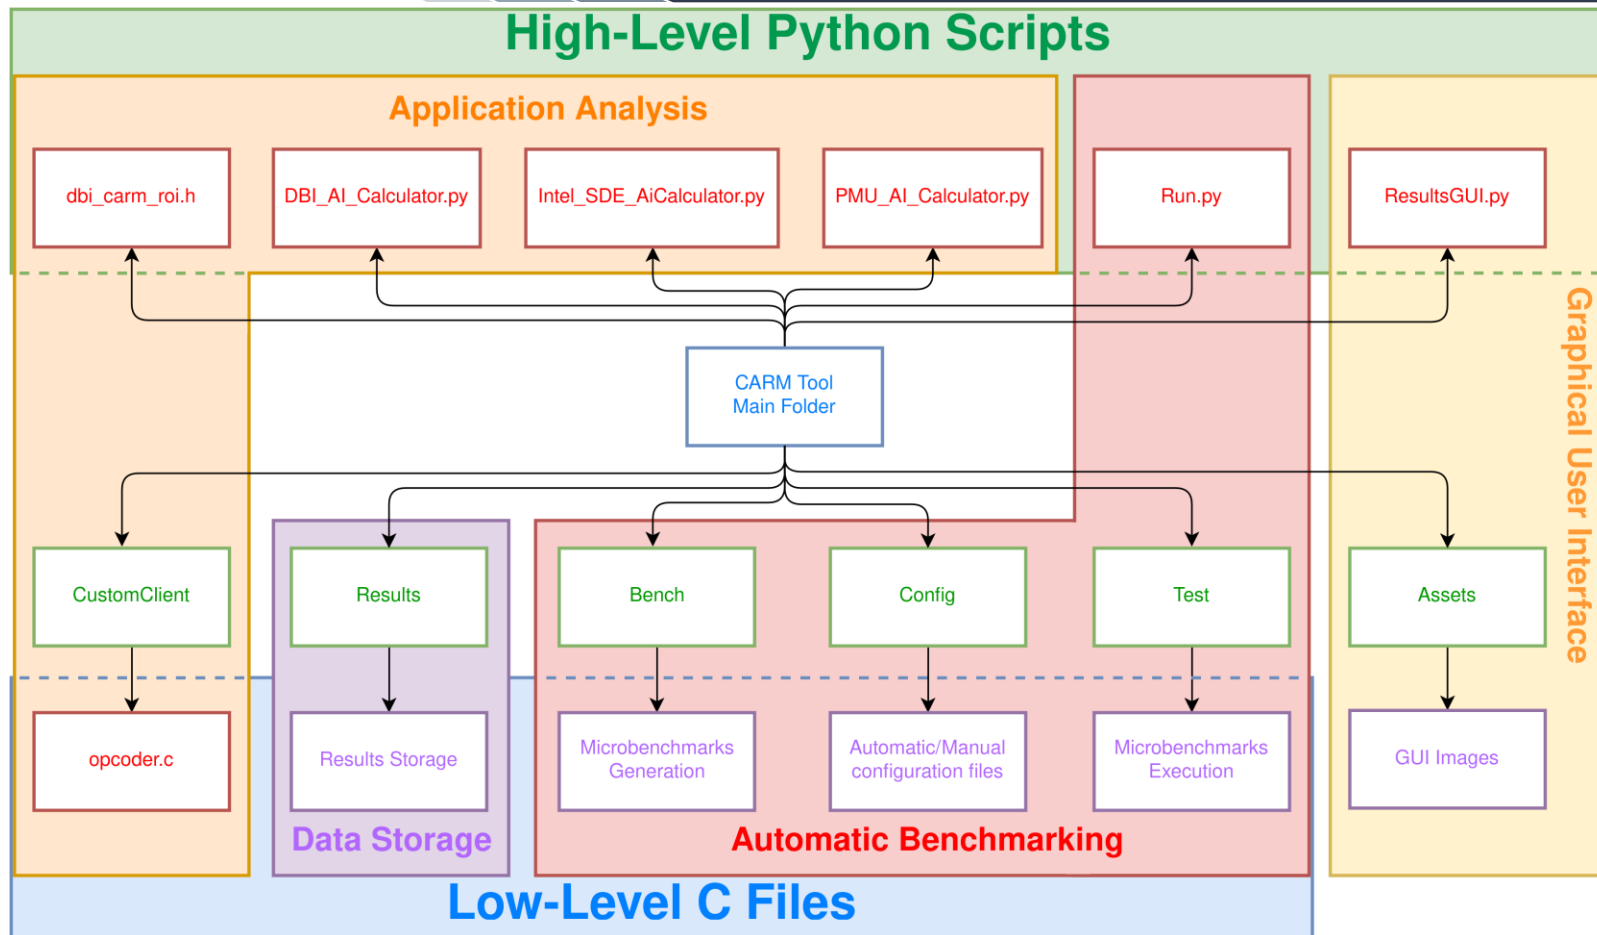 High-Level Python Scripts
Application Analysis
dbi_carm_roi.h
DBI_AI_Calculator.py
Intel_SDE_AiCalculator.py
PMU_AI_Calculator.py
Run.py
ResultsGUI.py
CARM Tool
Main Folder
Graphical User Interface
CustomClient
Results
Bench
Config
Test
Assets
opcoder.c
Results Storage
Microbenchmarks
Generation
Automatic/Manual
configuration files
Microbenchmarks
Execution
GUI Images
Data Storage
Automatic Benchmarking
Low-Level C Files